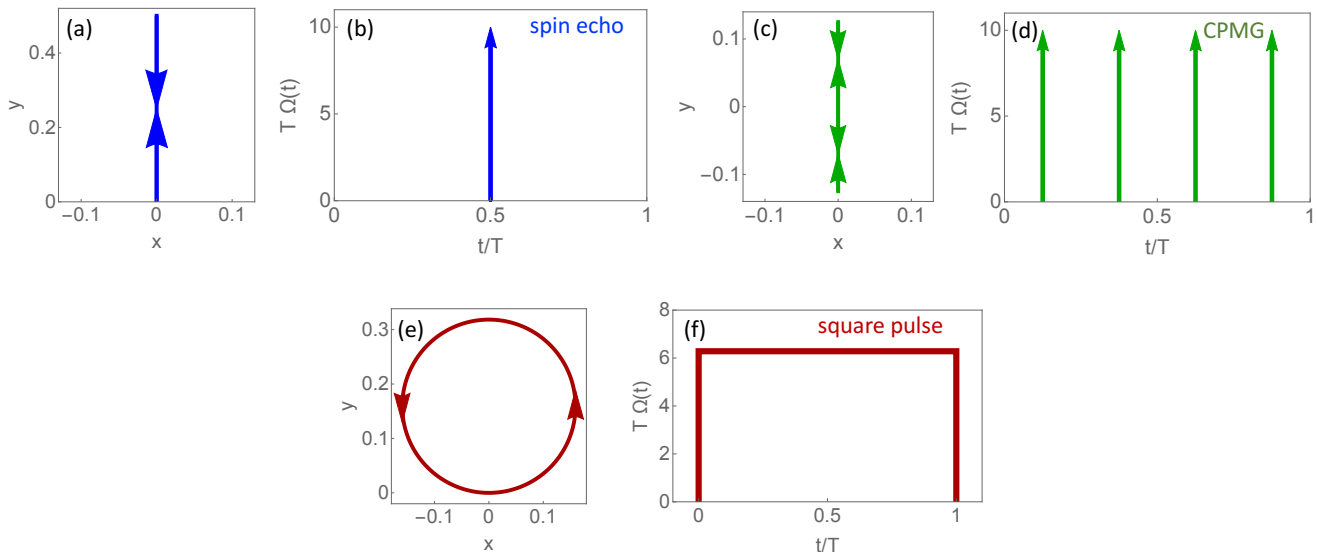 (a)
0.4
0.2
0
y
−0.1
0
0.1
x
(b)
spin echo
10
5
0
T Ω(t)
0
0.5
1
t/T
(c)
0.1
0
−0.1
y
−0.1
0
0.1
x
(d)
CPMG
10
5
0
T Ω(t)
0
0.5
1
t/T
(e)
0.3
0.2
0.1
0
y
−0.1
0
0.1
x
(f)
square pulse
8
6
4
2
0
T Ω(t)
0
0.5
1
t/T